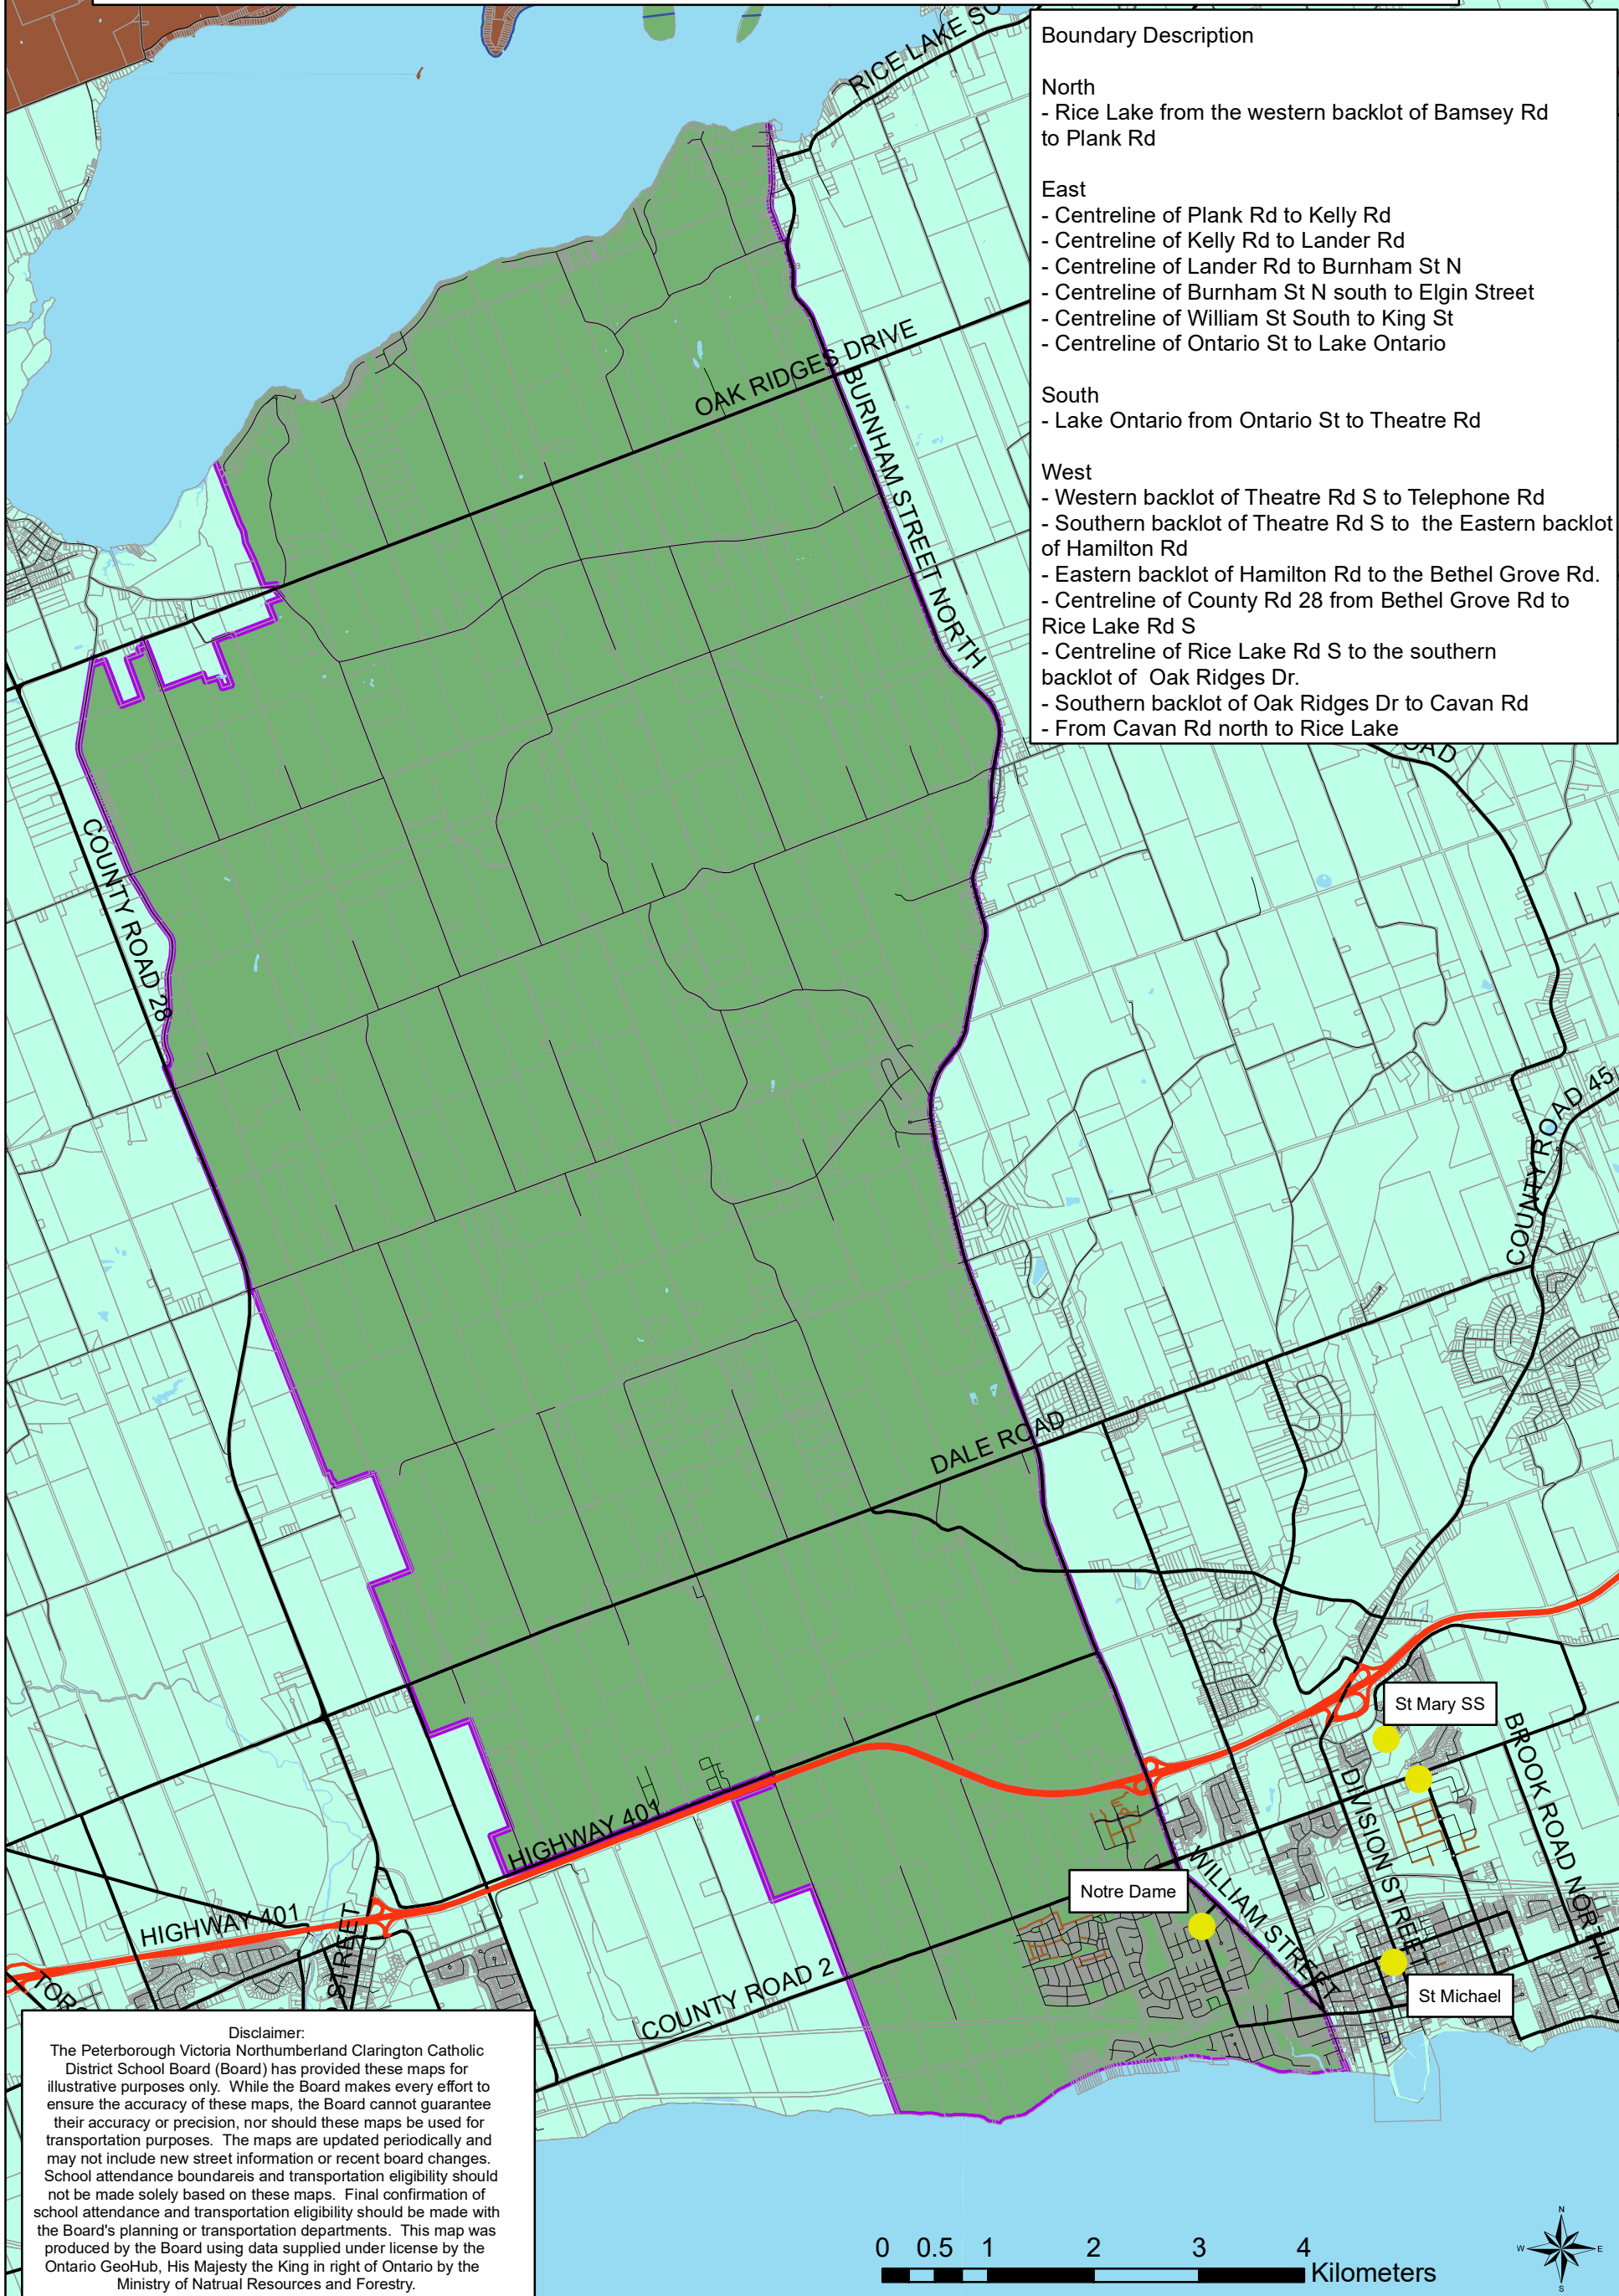 RICE LAKE SC
Boundary Description
North
- Rice Lake from the western backlot of Bamsey Rd
to Plank Rd
East
- Centreline of Plank Rd to Kelly Rd
- Centreline of Kelly Rd to Lander Rd
- Centreline of Lander Rd to Burnham St N
- Centreline of Burnham St N south to Elgin Street
- Centreline of William St South to King St
- Centreline of Ontario St to Lake Ontario
South
- Lake Ontario from Ontario St to Theatre Rd
West
- Western backlot of Theatre Rd S to Telephone Rd
- Southern backlot of Theatre Rd S to the Eastern backlot
of Hamilton Rd
- Eastern backlot of Hamilton Rd to the Bethel Grove Rd.
- Centreline of County Rd 28 from Bethel Grove Rd to
Rice Lake Rd S
- Centreline of Rice Lake Rd S to the southern
backlot of Oak Ridges Dr.
- Southern backlot of Oak Ridges Dr to Cavan Rd
- From Cavan Rd north to Rice Lake
OAK RIDGES DRIVE
BURNHAM STREET NORTH
OAD
COUNTY ROAD 28
COUNTY ROAD 45
DALE ROAD
St Mary SS
BROOK ROAD NORTH
DIVISION STREET
HIGHWAY 401
WILLIAM STREET
Notre Dame
HIGHWAY 401
STREET
COUNTY ROAD 2
St Michael
TOR
Disclaimer:
The Peterborough Victoria Northumberland Clarington Catholic
District School Board (Board) has provided these maps for
illustrative purposes only. While the Board makes every effort to
ensure the accuracy of these maps, the Board cannot guarantee
their accuracy or precision, nor should these maps be used for
transportation purposes. The maps are updated periodically and
may not include new street information or recent board changes.
School attendance boundareis and transportation eligibility should
not be made solely based on these maps. Final confirmation of
school attendance and transportation eligibility should be made with
the Board's planning or transportation departments. This map was
produced by the Board using data supplied under license by the
Ontario GeoHub, His Majesty the King in right of Ontario by the
Ministry of Natrual Resources and Forestry.
0 0.5 1 2 3 4
Kilometers
N
W E
S